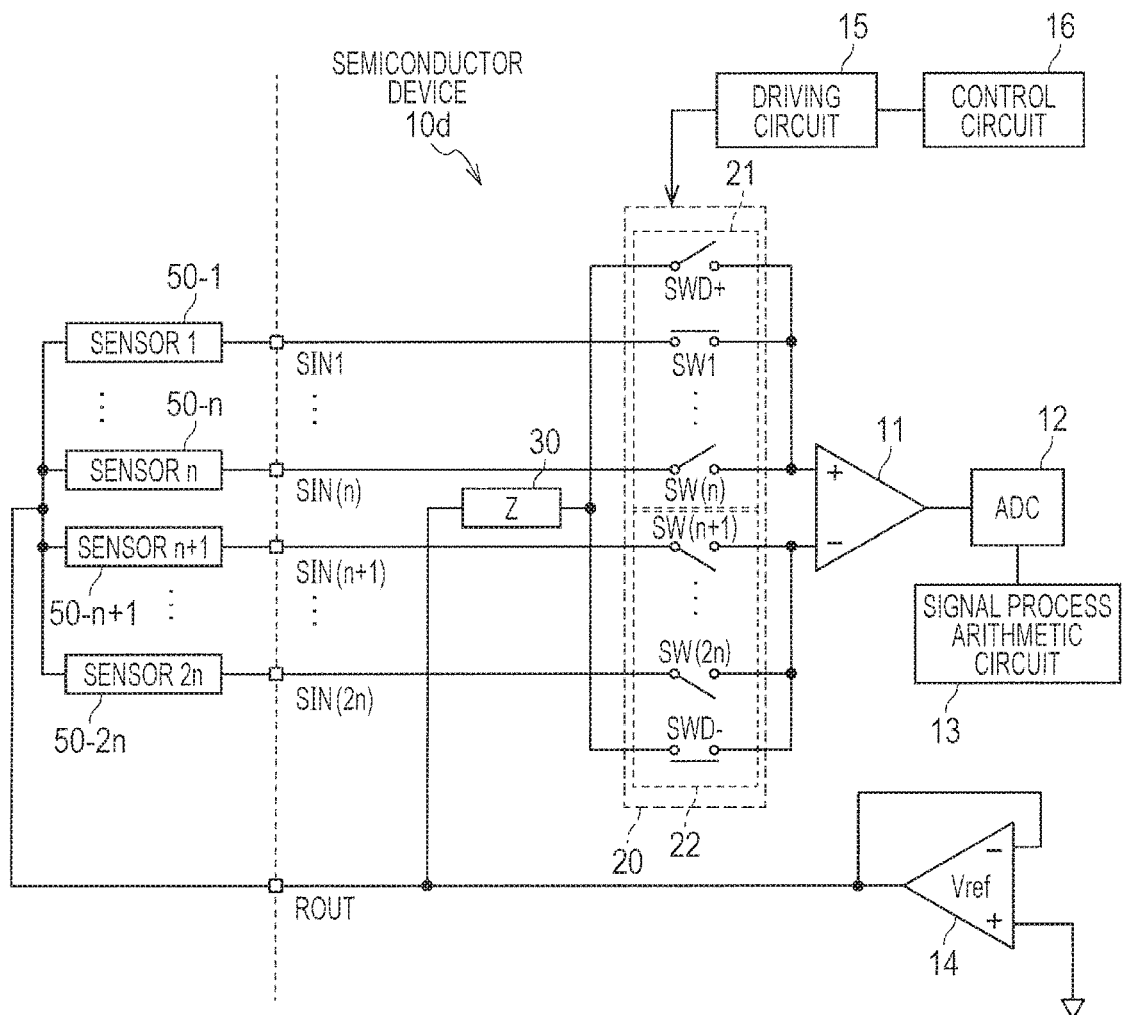 SEMICONDUCTOR
DEVICE
10d
15
16
DRIVING
CIRCUIT
CONTROL
CIRCUIT
21
SWD+
50-1
SENSOR 1
SIN1
SW1
50-n
SENSOR n
SIN(n)
30
Z
SW(n)
11
+
−
12
ADC
SENSOR n+1
50-n+1
SIN(n+1)
SW(n+1)
SIGNAL PROCESS
ARITHMETIC
CIRCUIT
13
SENSOR 2n
50-2n
SIN(2n)
SW(2n)
SWD-
20
22
ROUT
−
Vref
+
14